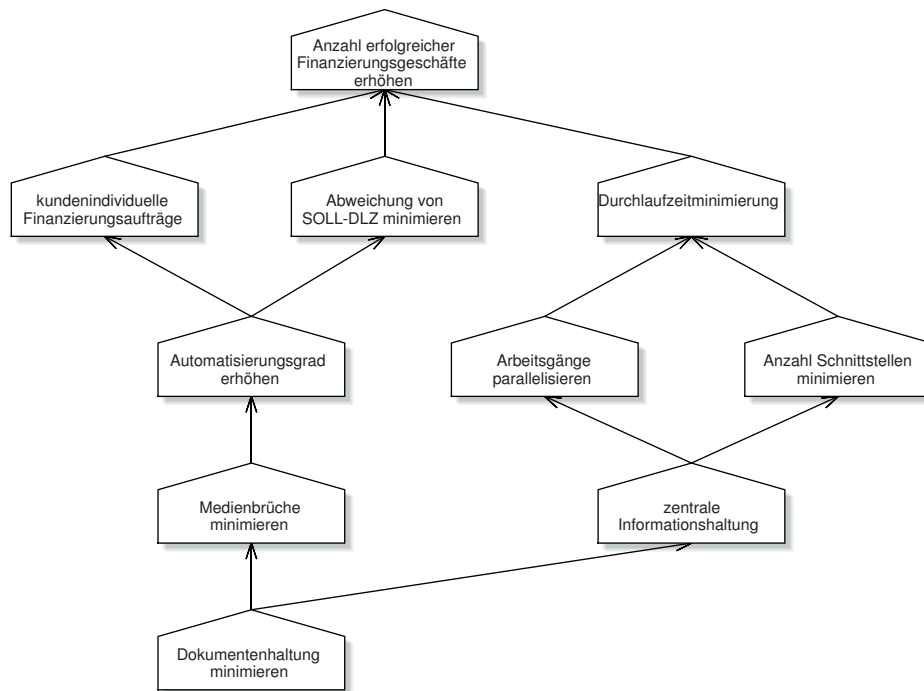 Anzahl erfolgreicher
Finanzierungsgeschäfte
erhöhen
kundenindividuelle
Finanzierungsaufträge
Abweichung von
SOLL-DLZ minimieren
Durchlaufzeitminimierung
Automatisierungsgrad
erhöhen
Arbeitsgänge
parallelisieren
Anzahl Schnittstellen
minimieren
Medienbrüche
minimieren
zentrale
Informationshaltung
Dokumentenhaltung
minimieren